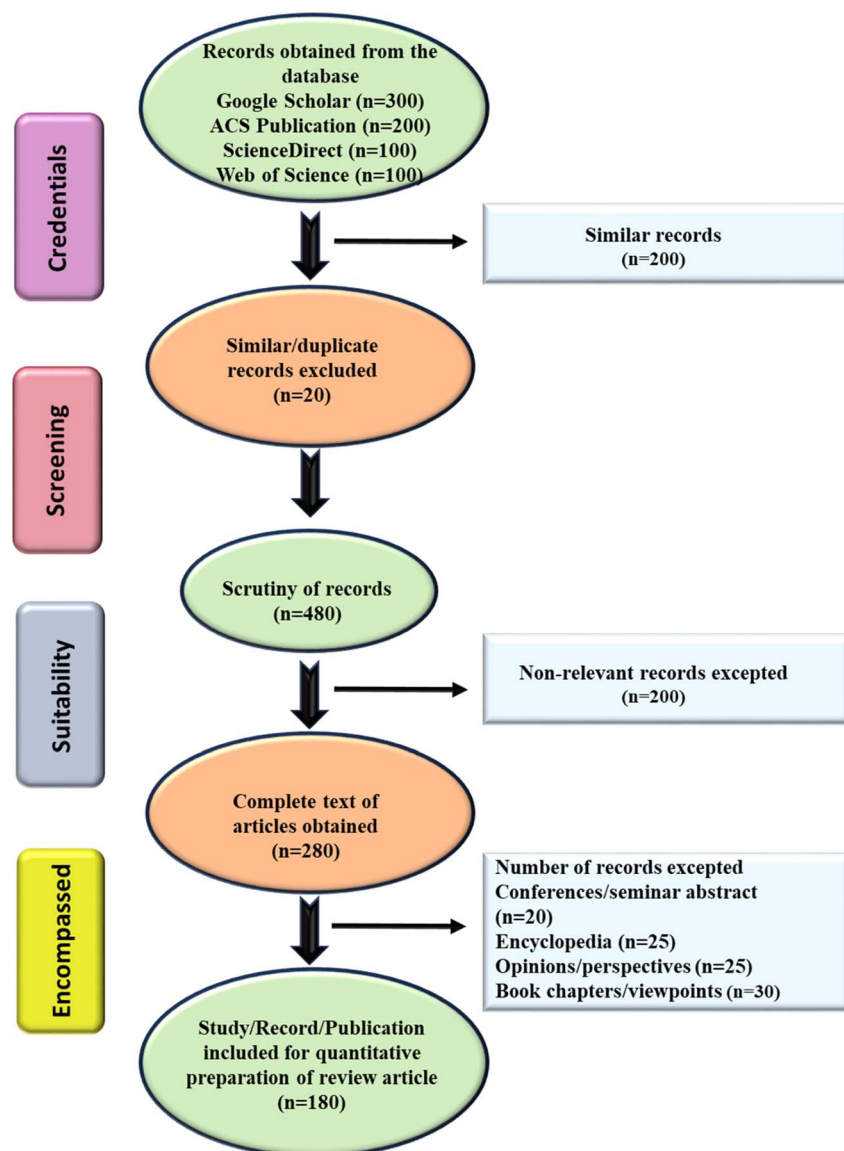 Credentials
Records obtained from the
database
Google Scholar (n=300)
ACS Publication (n=200)
ScienceDirect (n=100)
Web of Science (n=100)
Similar records
(n=200)
Screening
Similar/duplicate
records excluded
(n=20)
Scrutiny of records
(n=480)
Suitability
Non-relevant records excepted
(n=200)
Complete text of
articles obtained
(n=280)
Encompassed
Number of records excepted
Conferences/seminar abstract
(n=20)
Encyclopedia (n=25)
Opinions/perspectives (n=25)
Book chapters/viewpoints (n=30)
Study/Record/Publication
included for quantitative
preparation of review article
(n=180)